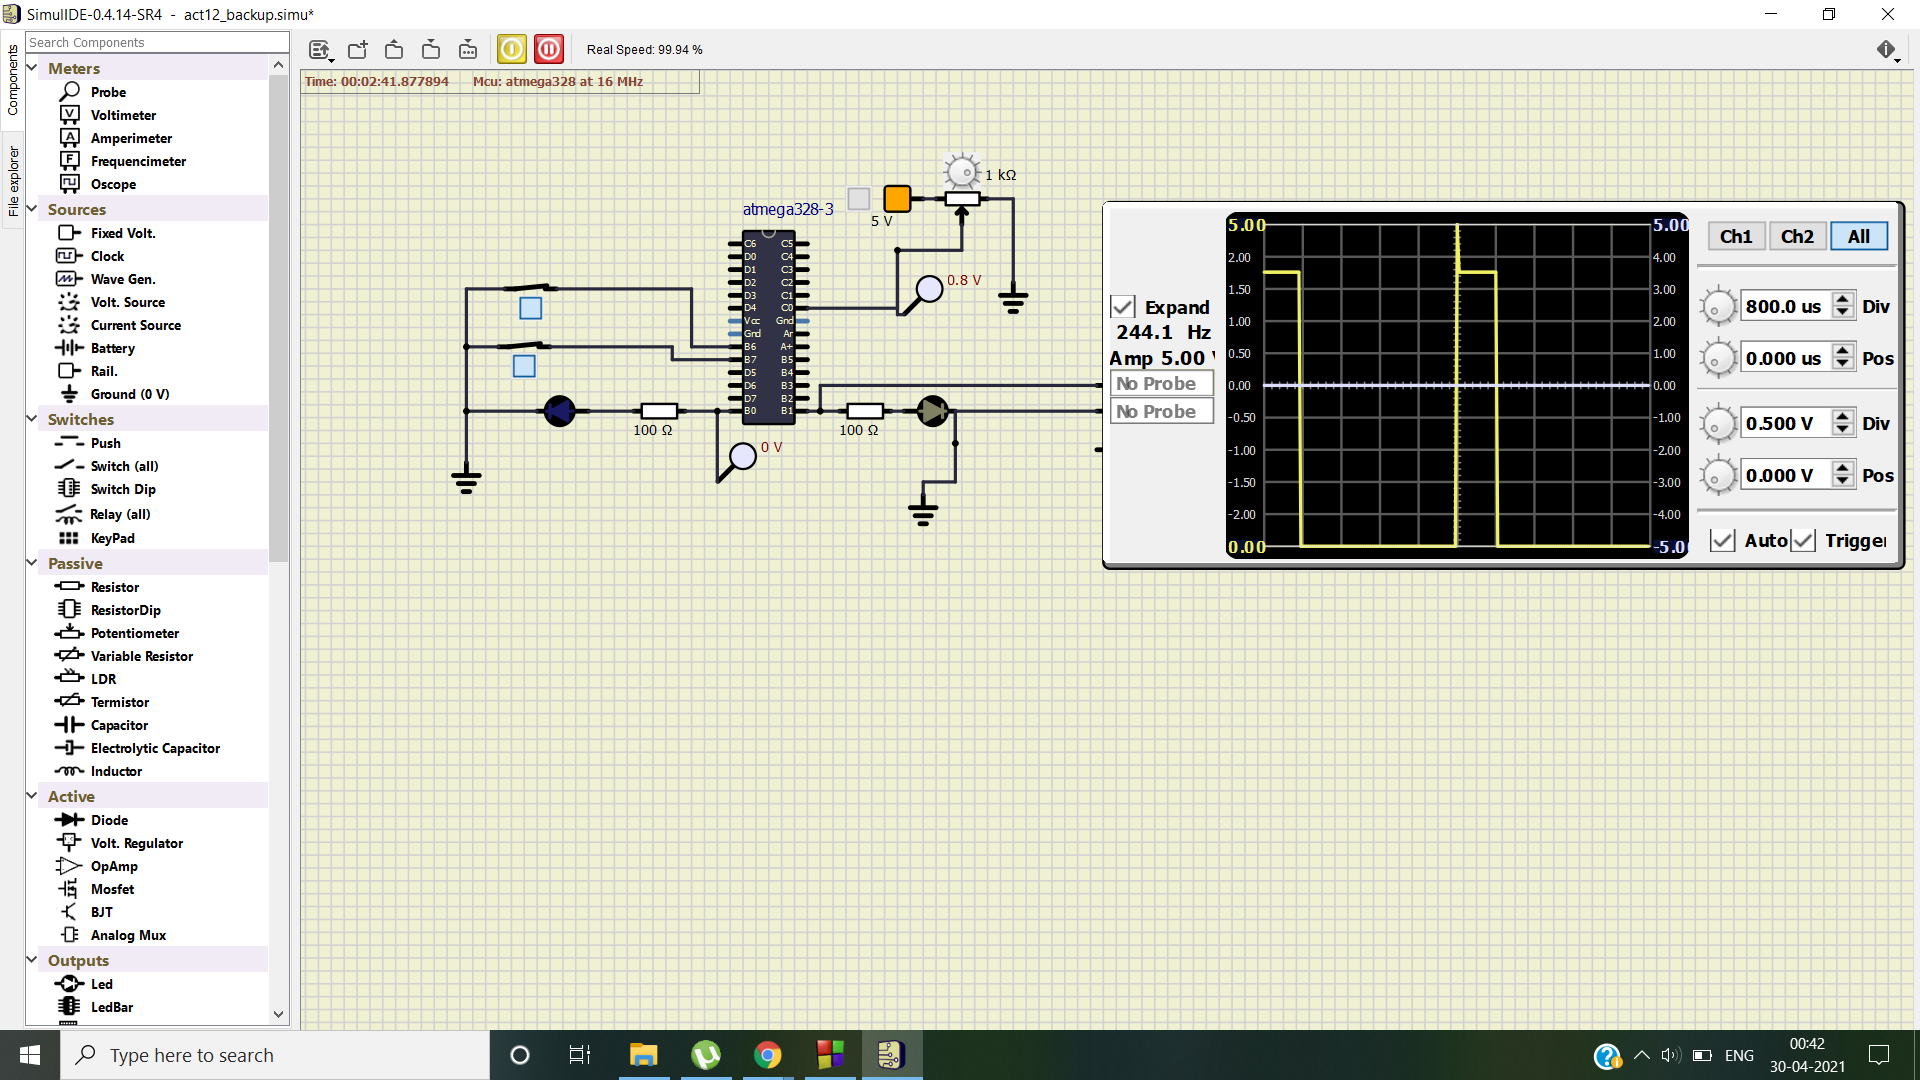 SimulIDE-0.4.14-SR4 - act12_backup.simu*
Components
File explorer
Search Components
Meters
Probe
Voltimeter
Amperimeter
Frequencimeter
Oscope
Sources
Fixed Volt.
Clock
Wave Gen.
Volt. Source
Current Source
Battery
Rail.
Ground (0 V)
Switches
Push
Switch (all)
Switch Dip
Relay (all)
KeyPad
Passive
Resistor
ResistorDip
Potentiometer
Variable Resistor
LDR
Termistor
Capacitor
Electrolytic Capacitor
Inductor
Active
Diode
Volt. Regulator
OpAmp
Mosfet
BJT
Analog Mux
Outputs
Led
LedBar
Real Speed: 99.94 %
Time: 00:02:41.877894 Mcu: atmega328 at 16 MHz
1 kΩ
5 V
atmega328-3
C6 C5
D0 C4
D1 C3
D2 C2
D3 C1
D4 C0
Vcc Gnd
Gnd Ar
B6 A+
B7 B5
D5 B4
D6 B3
D7 B2
B0 B1
0.8 V
100 Ω
100 Ω
0 V
Expand
244.1 Hz
Amp 5.00
No Probe
No Probe
5.00 5.00
2.00 4.00
1.50 3.00
1.00 2.00
0.50 1.00
0.00 0.00
-0.50 -1.00
-1.00 -2.00
-1.50 -3.00
-2.00 -4.00
0.00 -5.0
Ch1 Ch2 All
800.0 us Div
0.000 us Pos
0.500 V Div
0.000 V Pos
Auto Trigger
Type here to search
ENG
00:42
30-04-2021